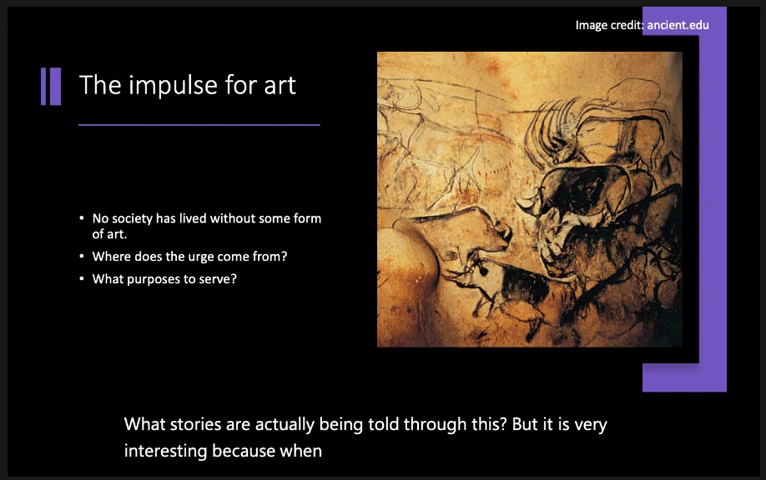 Image credit: ancient.edu
The impulse for art
• No society has lived without some form
of art.
• Where does the urge come from?
• What purposes to serve?
What stories are actually being told through this? But it is very
interesting because when